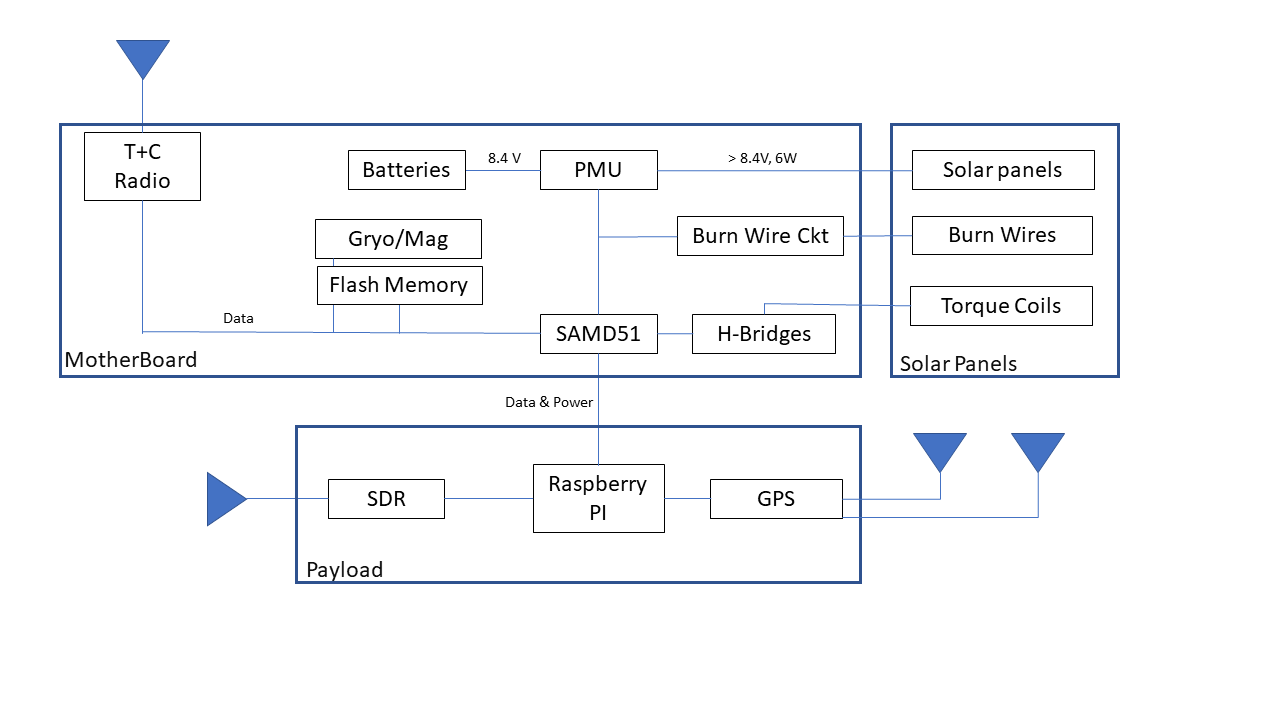 T+C
Radio
Batteries
8.4 V
PMU
> 8.4V, 6W
Solar panels
Gryo/Mag
Burn Wire Ckt
Burn Wires
Flash Memory
Torque Coils
Data
SAMD51
H-Bridges
MotherBoard
Solar Panels
Data & Power
SDR
Raspberry
PI
GPS
Payload